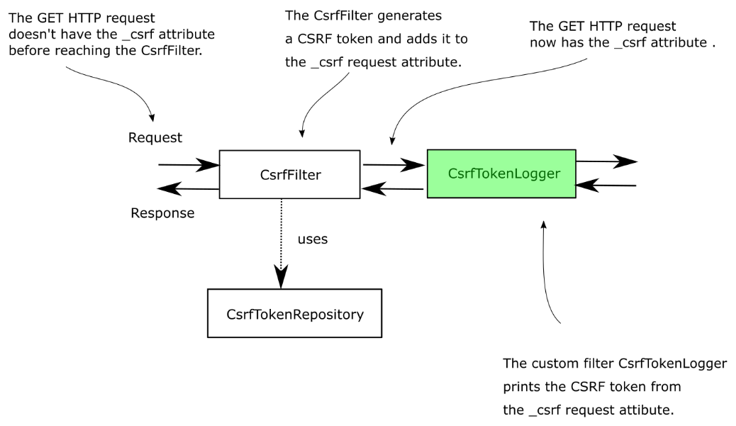 The GET HTTP request
doesn't have the _csrf attribute
before reaching the CsrfFilter.
The CsrfFilter generates
a CSRF token and adds it to
the _csrf request attribute.
The GET HTTP request
now has the _csrf attribute .
Request
CsrfFilter
CsrfTokenLogger
Response
uses
CsrfTokenRepository
The custom filter CsrfTokenLogger
prints the CSRF token from
the _csrf request attibute.